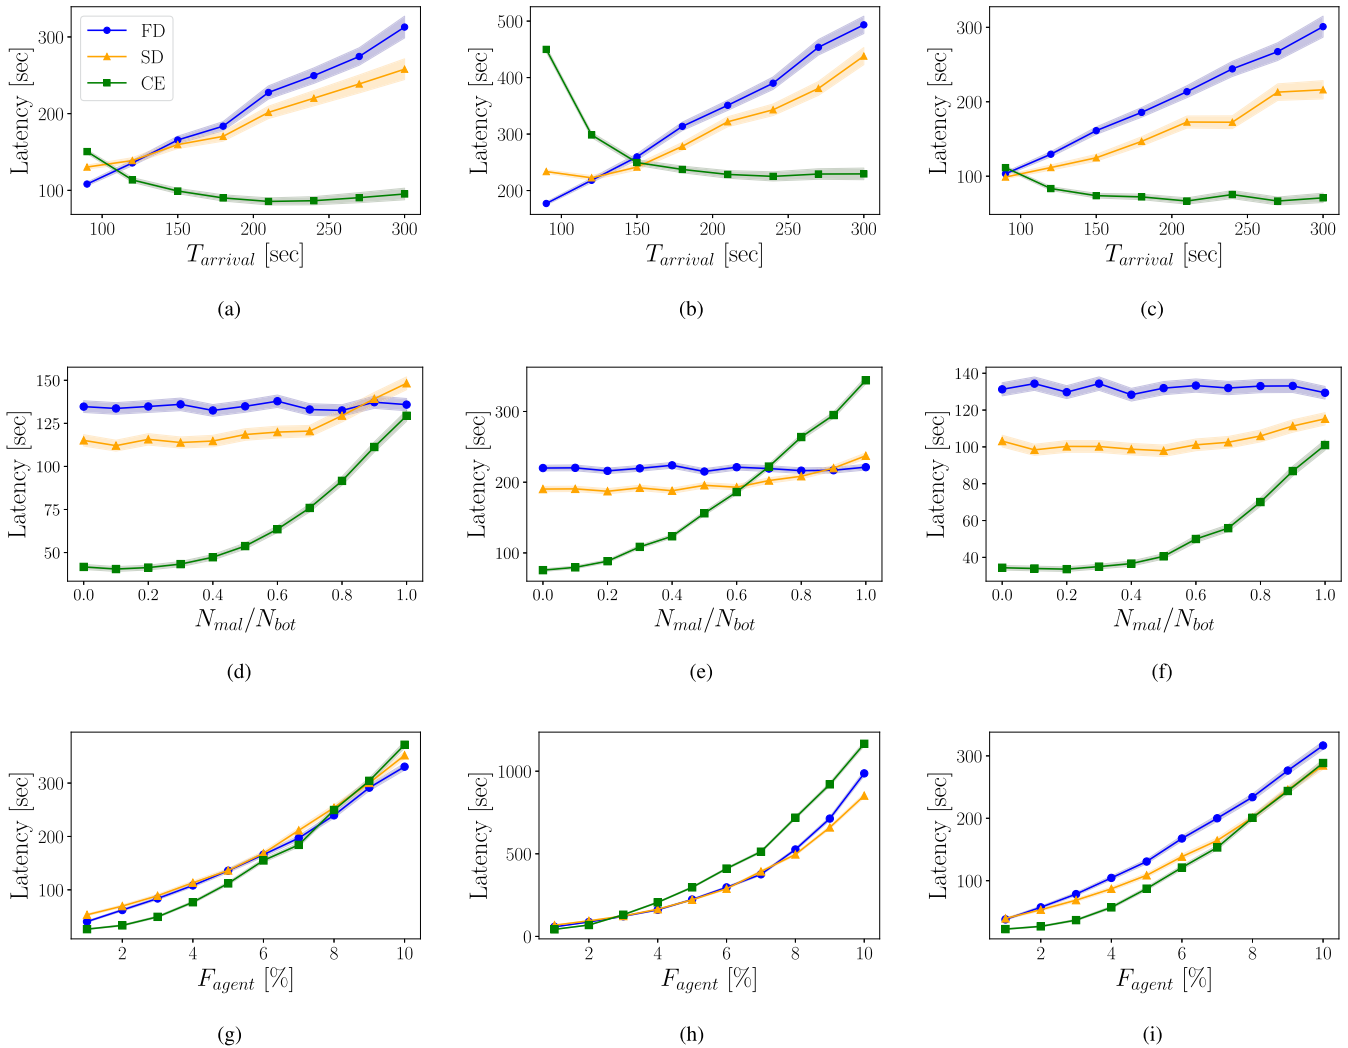 300
200
100
Latency [sec]
FD
SD
CE
100 150 200 250 300
T_arrival [sec]
(a)
500
400
300
200
Latency [sec]
100 150 200 250 300
T_arrival [sec]
(b)
300
200
100
Latency [sec]
100 150 200 250 300
T_arrival [sec]
(c)
150
125
100
75
50
Latency [sec]
0.0 0.2 0.4 0.6 0.8 1.0
N_mal/N_bot
(d)
300
200
100
Latency [sec]
0.0 0.2 0.4 0.6 0.8 1.0
N_mal/N_bot
(e)
140
120
100
80
60
40
Latency [sec]
0.0 0.2 0.4 0.6 0.8 1.0
N_mal/N_bot
(f)
300
200
100
Latency [sec]
2 4 6 8 10
F_agent [%]
(g)
1000
500
0
Latency [sec]
2 4 6 8 10
F_agent [%]
(h)
300
200
100
Latency [sec]
2 4 6 8 10
F_agent [%]
(i)